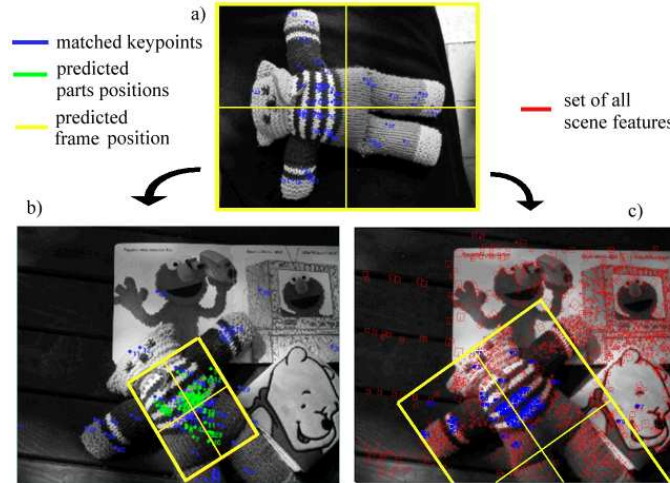 a)
matched keypoints
predicted
parts positions
predicted
frame position
set of all
scene features
b)
c)